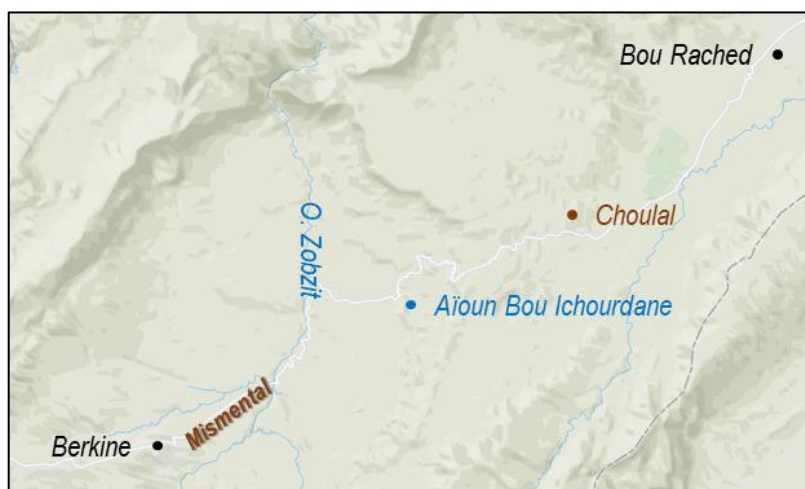 Bou Rached
Choulal
O. Zobzit
Aïoun Bou Ichourdane
Mismental
Berkine